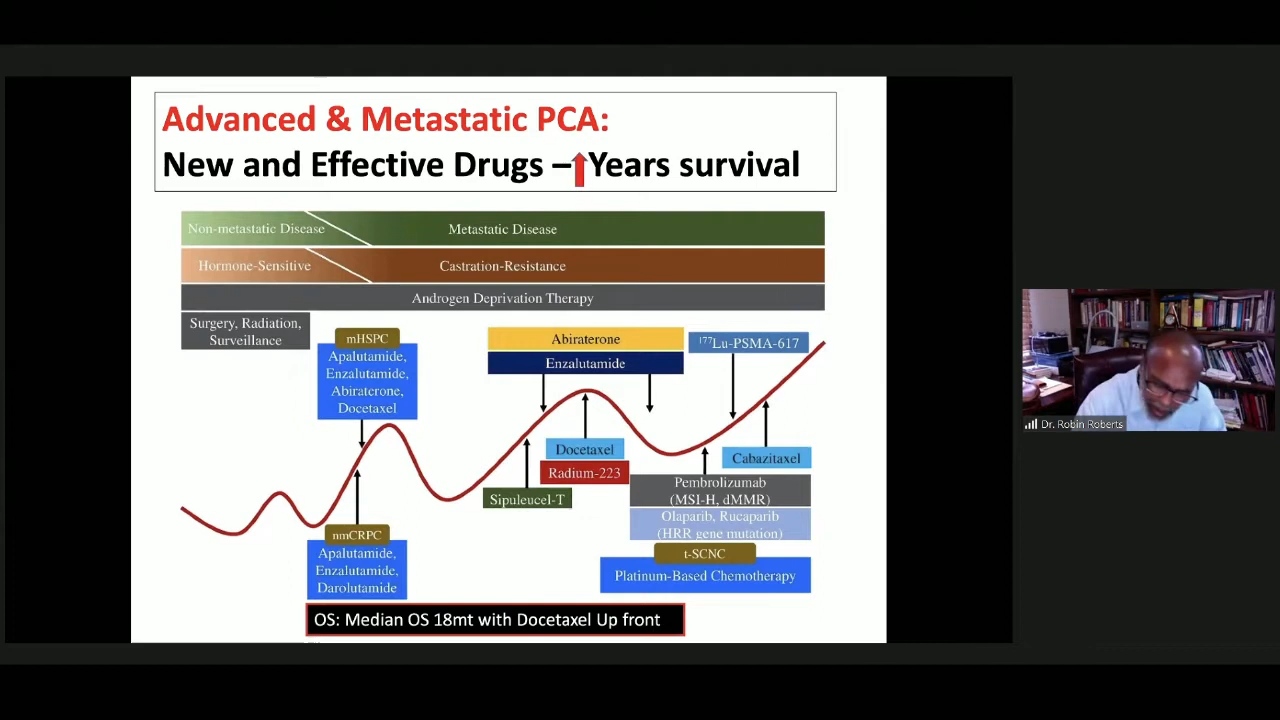 Advanced & Metastatic PCA:
New and Effective Drugs – Years survival
Non-metastatic Disease
Metastatic Disease
Hormone-Sensitive
Castration-Resistance
Androgen Deprivation Therapy
Surgery, Radiation,
Surveillance
mHSPC
Apalutamide,
Enzalutamide,
Abiraterone,
Docetaxel
Abiraterone
Enzalutamide
¹⁷⁷Lu-PSMA-617
Docetaxel
Radium-223
Sipuleucel-T
Cabazitaxel
Pembrolizumab
(MSI-H, dMMR)
Olaparib, Rucaparib
(HRR gene mutation)
t-SCNC
Platinum-Based Chemotherapy
nmCRPC
Apalutamide,
Enzalutamide,
Darolutamide
OS: Median OS 18mt with Docetaxel Up front
Dr. Robin Roberts